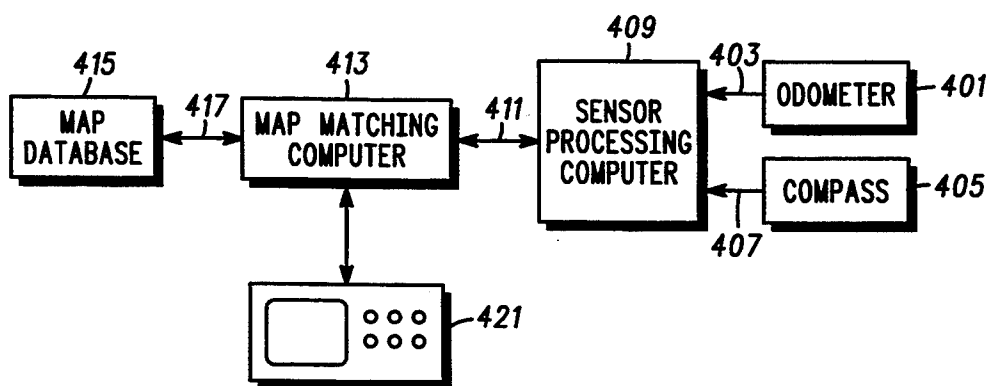 409
415
413
403
417
411
ODOMETER
401
MAP
DATABASE
MAP MATCHING
COMPUTER
SENSOR
PROCESSING
COMPUTER
COMPASS
405
407
421